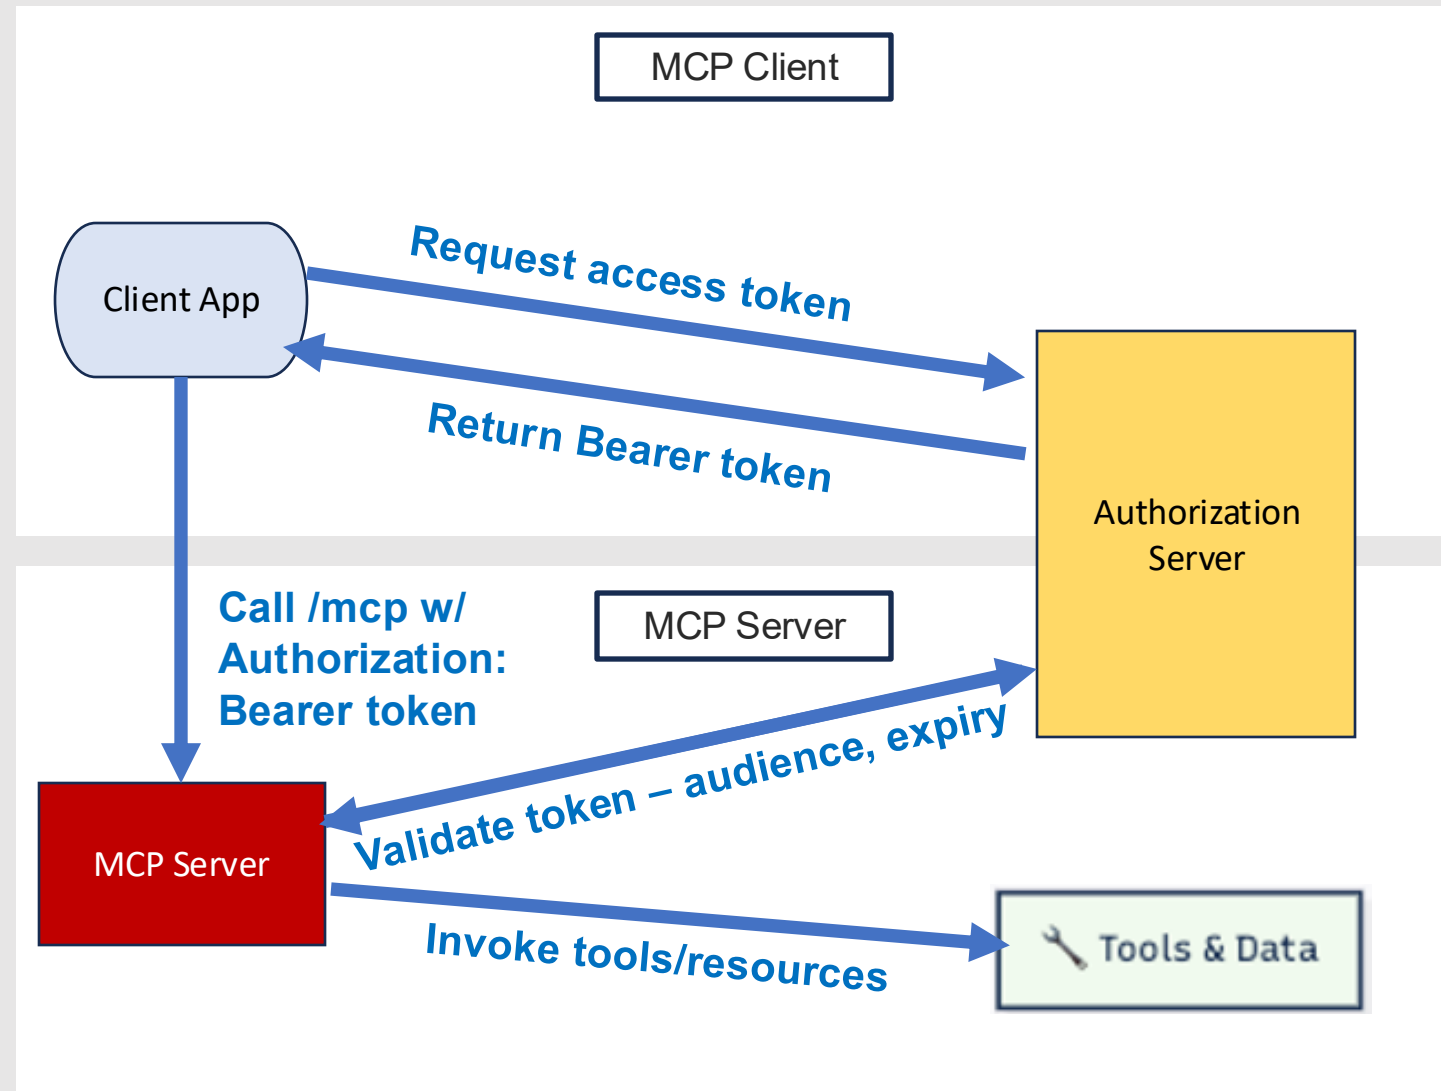 MCP Client
Request access token
Client App
Return Bearer token
Authorization
Server
Call /mcp w/
Authorization:
Bearer token
MCP Server
Validate token – audience, expiry
MCP Server
Invoke tools/resources
Tools & Data